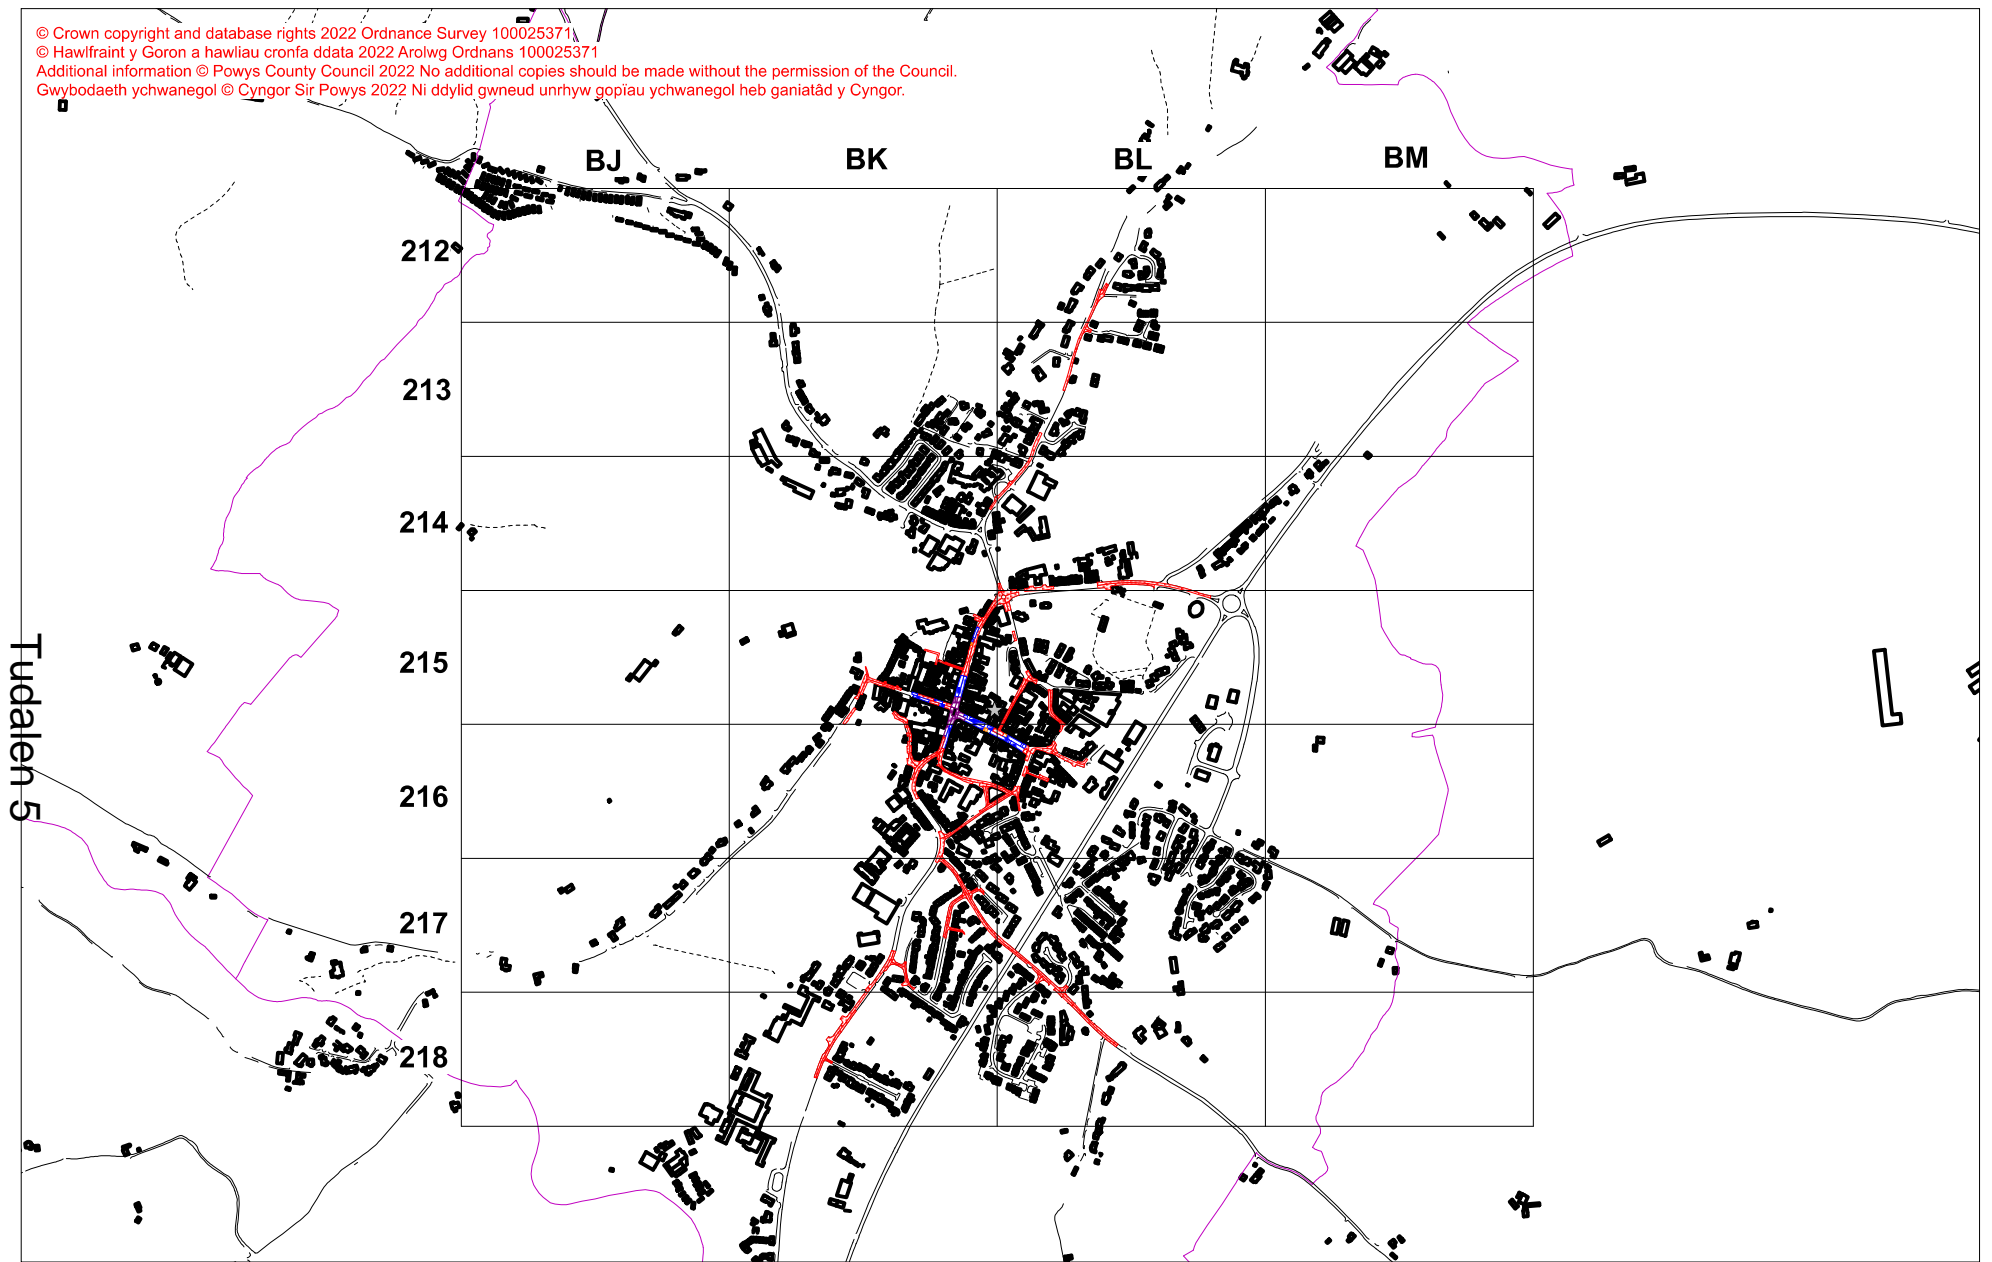 © Crown copyright and database rights 2022 Ordnance Survey 100025371
© Hawlfraint y Goron a hawliau cronfa ddata 2022 Arolwg Ordnans 100025371
Additional information © Powys County Council 2022 No additional copies should be made without the permission of the Council.
Gwybodaeth ychwanegol © Cyngor Sir Powys 2022 Ni ddylid gwneud unrhyw gopïau ychwanegol heb ganiatâd y Cyngor.
BJ BK BL BM
212
213
214
215
216
217
218
Tudalen 5